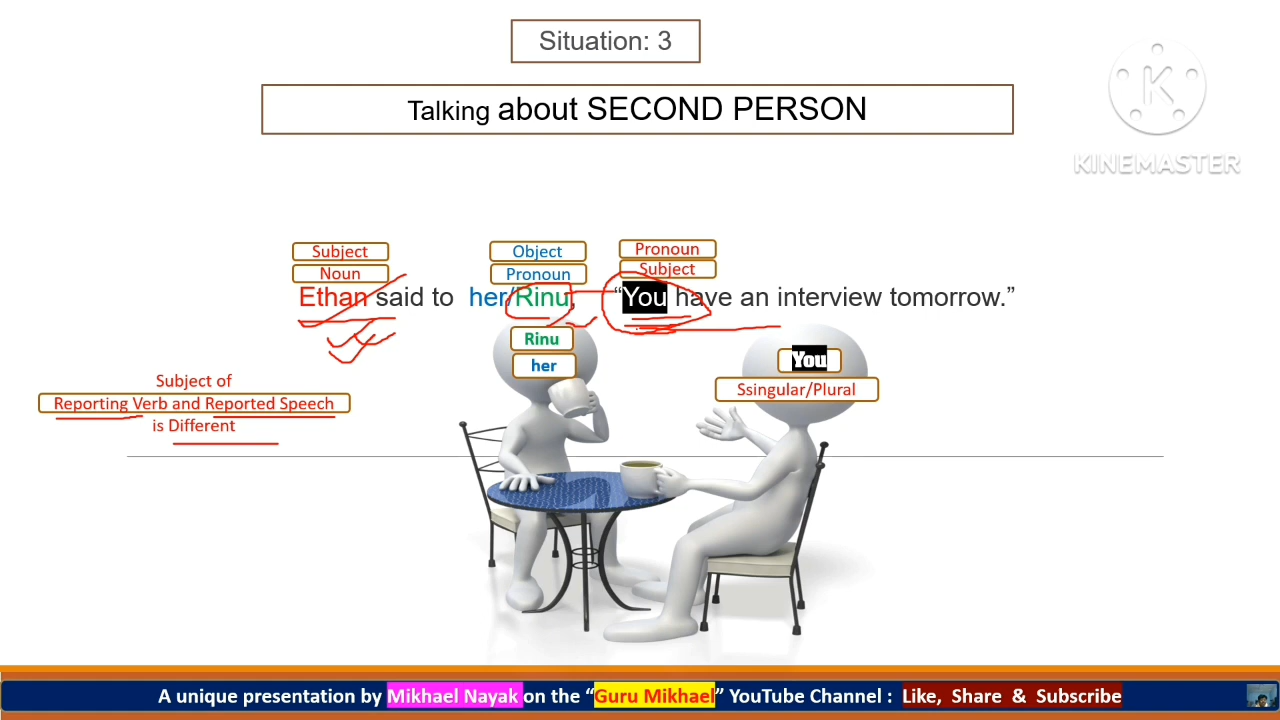 Situation: 3
KINEMASTER
Talking about SECOND PERSON
Subject Object Pronoun
Noun Pronoun Subject
Ethan said to her/Rinu, “You have an interview tomorrow.”
Rinu
her
You
Ssingular/Plural
Subject of
Reporting Verb and Reported Speech
is Different
A unique presentation by Mikhael Nayak on the “Guru Mikhael” YouTube Channel : Like, Share & Subscribe